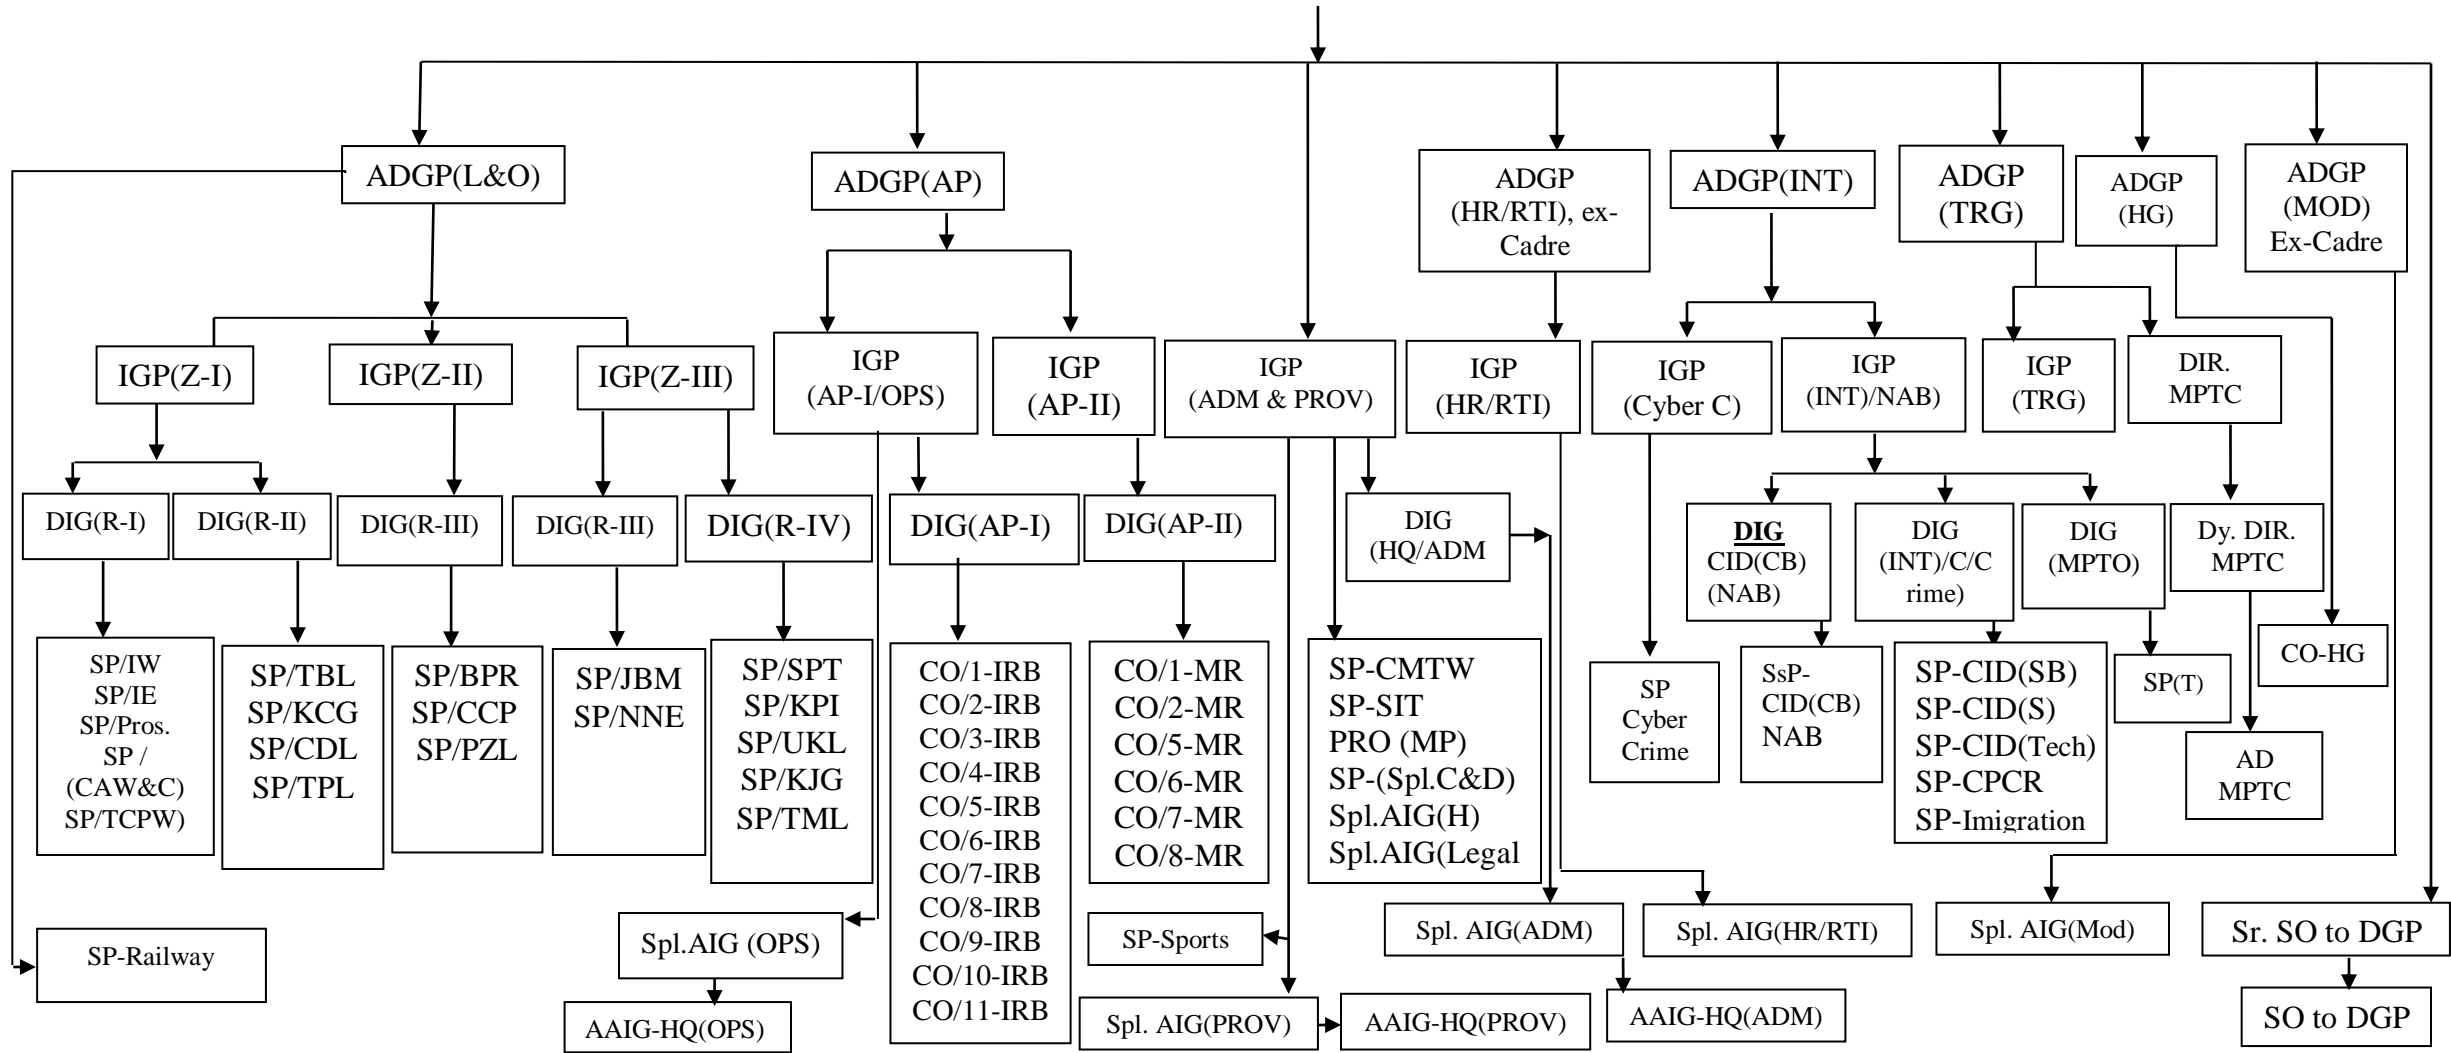 ADGP(L&O)
ADGP(AP)
ADGP
(HR/RTI), ex-
Cadre
ADGP(INT)
ADGP
(TRG)
ADGP
(HG)
ADGP
(MOD)
Ex-Cadre
IGP(Z-I)
IGP(Z-II)
IGP(Z-III)
IGP
(AP-I/OPS)
IGP
(AP-II)
IGP
(ADM & PROV)
IGP
(HR/RTI)
IGP
(Cyber C)
IGP
(INT)/NAB)
IGP
(TRG)
DIR.
MPTC
DIG(R-I)
DIG(R-II)
DIG(R-III)
DIG(R-III)
DIG(R-IV)
DIG(AP-I)
DIG(AP-II)
DIG
(HQ/ADM
DIG
CID(CB)
(NAB)
DIG
(INT)/C/C
rime)
DIG
(MPTO)
Dy. DIR.
MPTC
SP/IW
SP/IE
SP/Pros.
SP /
(CAW&C)
SP/TCPW)
SP/TBL
SP/KCG
SP/CDL
SP/TPL
SP/BPR
SP/CCP
SP/PZL
SP/JBM
SP/NNE
SP/SPT
SP/KPI
SP/UKL
SP/KJG
SP/TML
CO/1-IRB
CO/2-IRB
CO/3-IRB
CO/4-IRB
CO/5-IRB
CO/6-IRB
CO/7-IRB
CO/8-IRB
CO/9-IRB
CO/10-IRB
CO/11-IRB
CO/1-MR
CO/2-MR
CO/5-MR
CO/6-MR
CO/7-MR
CO/8-MR
SP-CMTW
SP-SIT
PRO (MP)
SP-(Spl.C&D)
Spl.AIG(H)
Spl.AIG(Legal
SP
Cyber
Crime
SsP-
CID(CB)
NAB
SP-CID(SB)
SP-CID(S)
SP-CID(Tech)
SP-CPCR
SP-Imigration
SP(T)
CO-HG
AD
MPTC
SP-Railway
Spl.AIG (OPS)
SP-Sports
Spl. AIG(ADM)
Spl. AIG(HR/RTI)
Spl. AIG(Mod)
Sr. SO to DGP
AAIG-HQ(OPS)
Spl. AIG(PROV)
AAIG-HQ(PROV)
AAIG-HQ(ADM)
SO to DGP